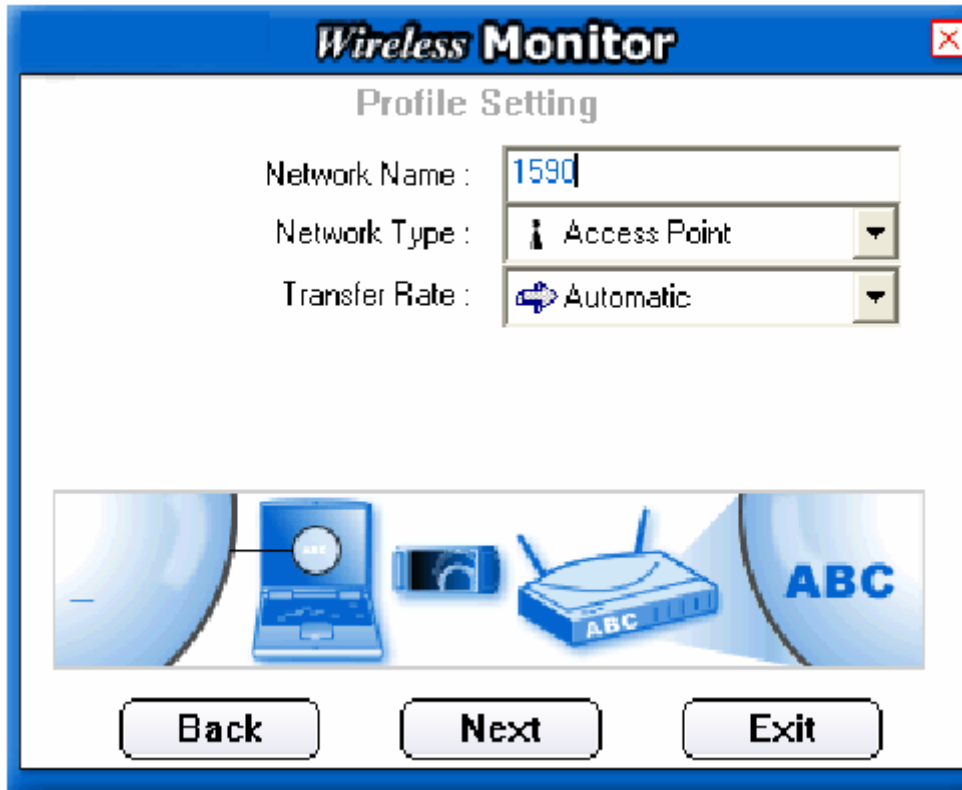 Wireless Monitor
Profile Setting
Network Name : 1590
Network Type : Access Point
Transfer Rate : Automatic
ABC
ABC
ABC
Back Next Exit